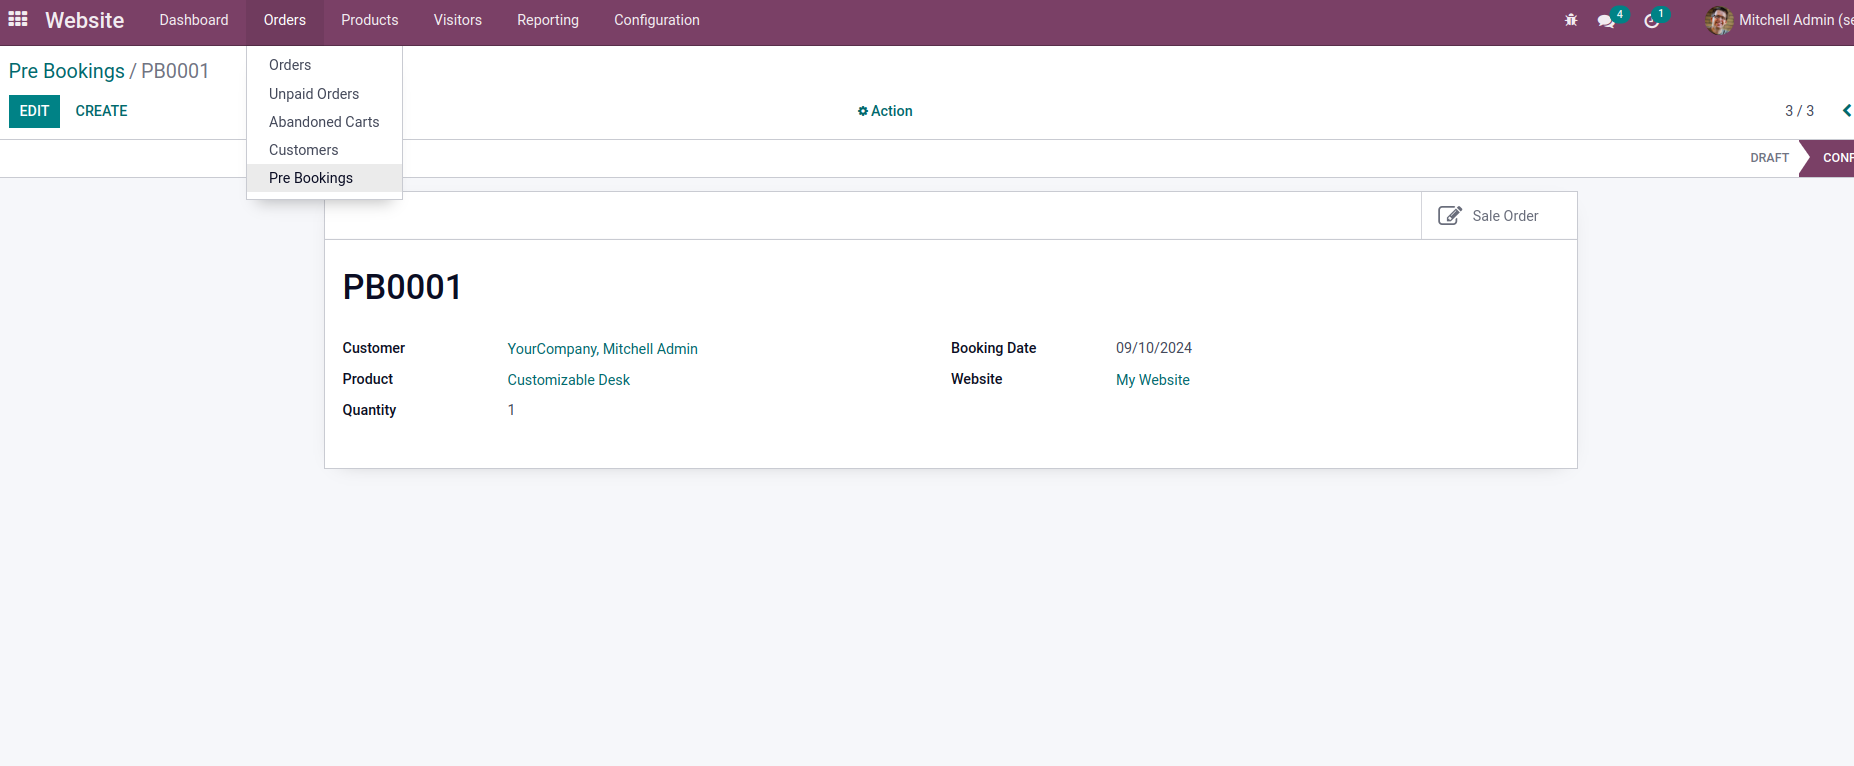 Website Dashboard Orders Products Visitors Reporting Configuration 4 1 Mitchell Admin (se
Pre Bookings / PB0001
EDIT CREATE
Orders
Unpaid Orders
Abandoned Carts
Customers
Pre Bookings
Action
3 / 3
DRAFT CONF
Sale Order
PB0001
Customer YourCompany, Mitchell Admin
Product Customizable Desk
Quantity 1
Booking Date 09/10/2024
Website My Website